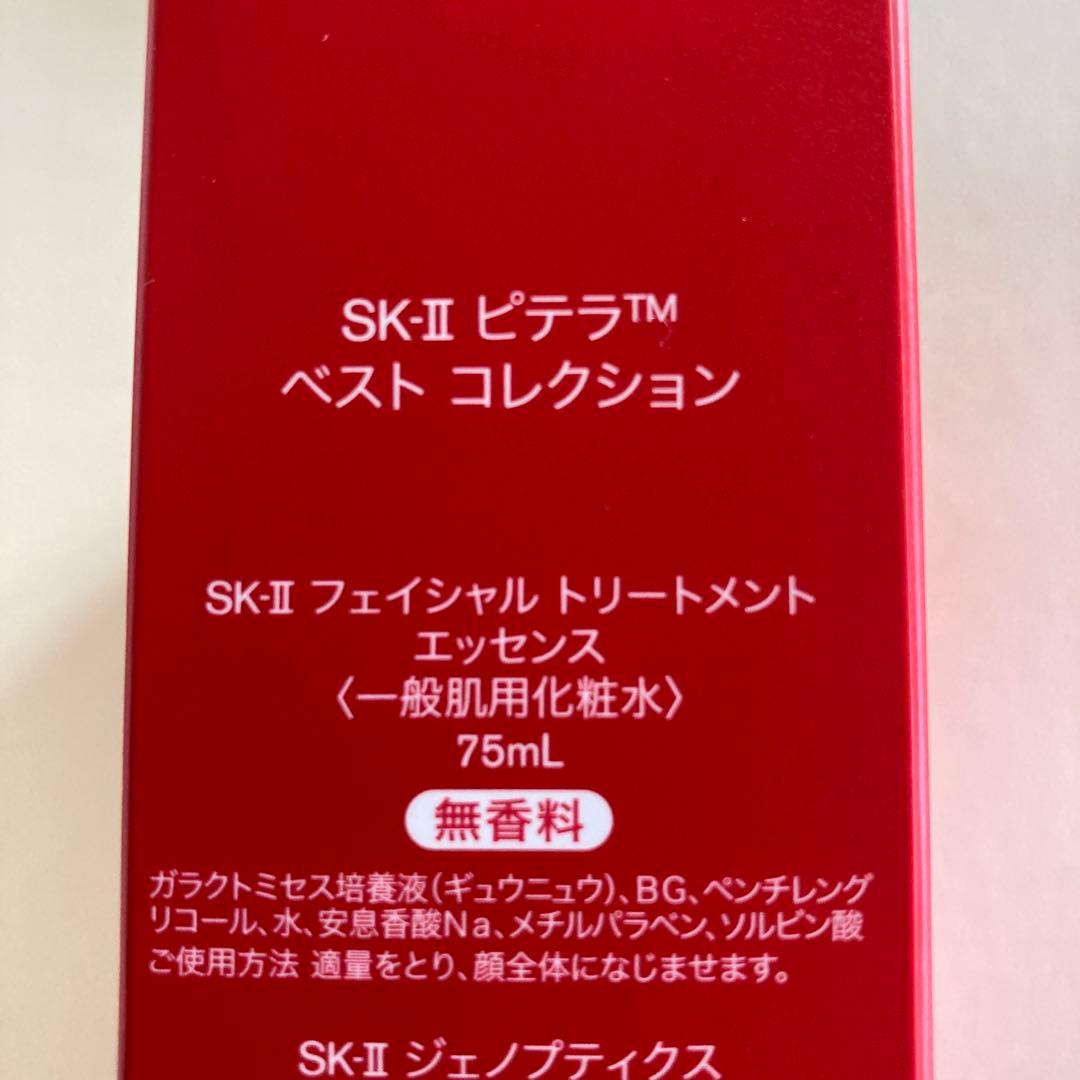 SK-Ⅱ ピテラ™
ベスト コレクション
SK-Ⅱ フェイシャル トリートメント
エッセンス
〈一般肌用化粧水〉
75mL
無香料
ガラクトミセス培養液(ギュウニュウ)、BG、ペンチレング
リコール、水、安息香酸Na、メチルパラベン、ソルビン酸
ご使用方法 適量をとり、顔全体になじませます。
SK-Ⅱ ジェノプティクス